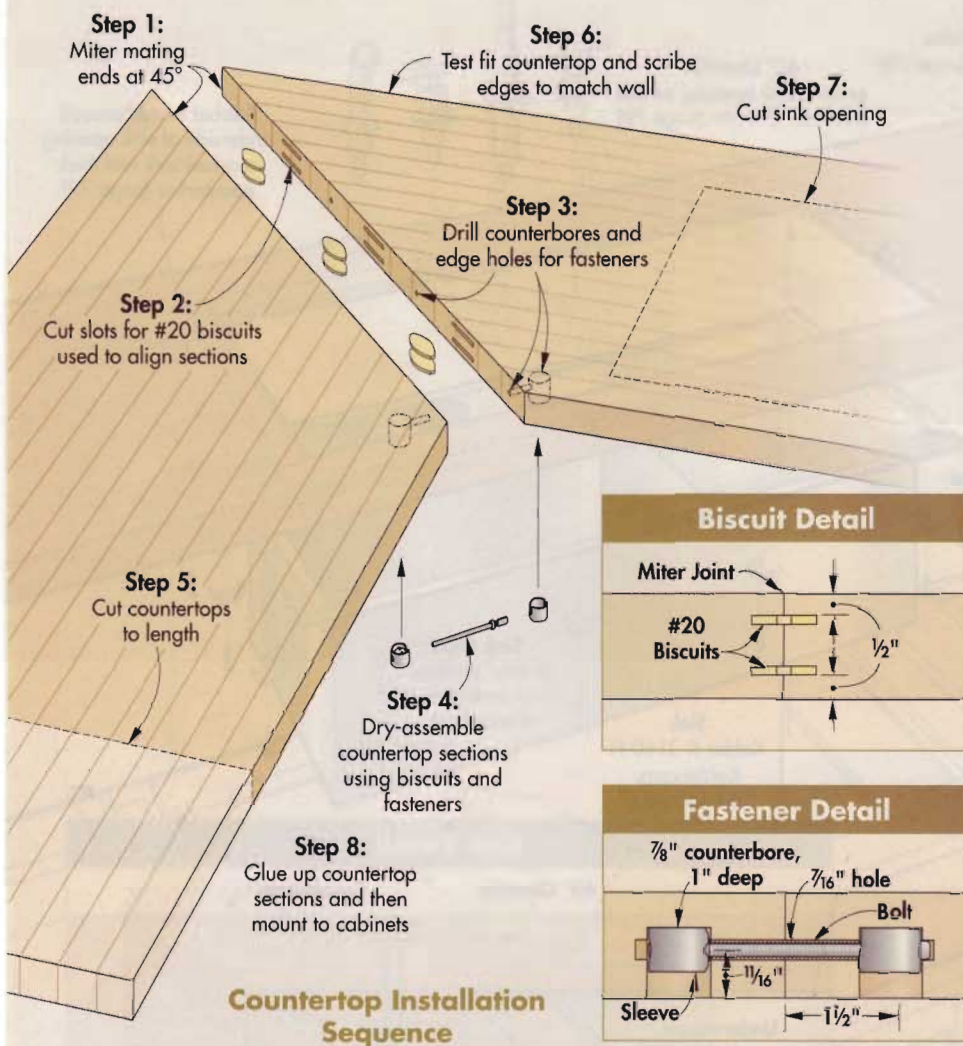 Step 1:
Miter mating
ends at 45°
Step 6:
Test fit countertop and scribe
edges to match wall
Step 7:
Cut sink opening
Step 3:
Drill counterbores and
edge holes for fasteners
Step 2:
Cut slots for #20 biscuits
used to align sections
Step 5:
Cut countertops
to length
Step 4:
Dry-assemble
countertop sections
using biscuits and
fasteners
Step 8:
Glue up countertop
sections and then
mount to cabinets
Countertop Installation
Sequence
Biscuit Detail
Miter Joint
#20
Biscuits
½"
Fastener Detail
⅞" counterbore,
1" deep
7/16" hole
Bolt
11/16"
Sleeve
1½"